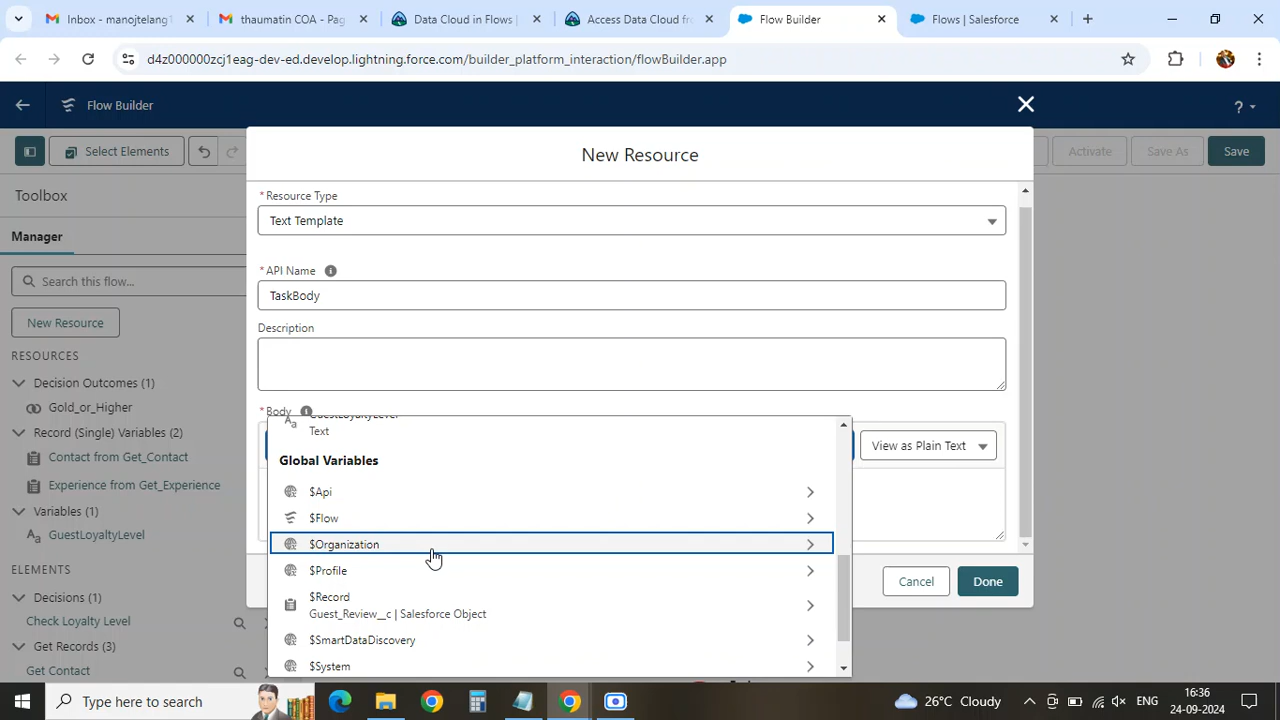 Inbox - manojtelang1
thaumatin COA - Pag
Data Cloud in Flows |
Access Data Cloud fro
Flow Builder
Flows | Salesforce
d4z000000zcj1eag-dev-ed.develop.lightning.force.com/builder_platform_interaction/flowBuilder.app
Flow Builder
?
Select Elements
New Resource
Activate
Save As
Save
Toolbox
Manager
Search this flow...
New Resource
RESOURCES
Decision Outcomes (1)
Gold_or_Higher
Record (Single) Variables (2)
Contact from Get_Contact
Experience from Get_Experience
Variables (1)
GuestLoyaltyLevel
ELEMENTS
Decisions (1)
Check Loyalty Level
Get Records (3)
Get Contact
* Resource Type
Text Template
* API Name
TaskBody
Description
* Body
View as Plain Text
GuestLoyaltyLevel
Text
Global Variables
$Api
$Flow
$Organization
$Profile
$Record
Guest_Review__c | Salesforce Object
$SmartDataDiscovery
$System
Cancel
Done
Type here to search
26°C Cloudy
ENG
16:36
24-09-2024